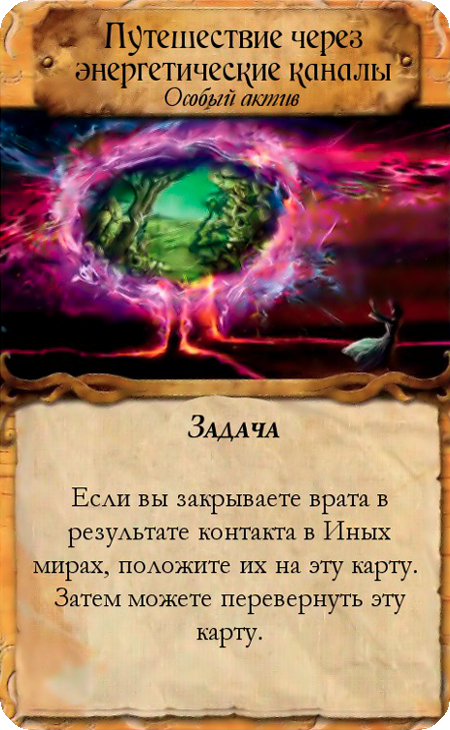 Путешествие через
энергетические каналы
Особый актив
Задача
Если вы закрываете врата в
результате контакта в Иных
мирах, положите их на эту карту.
Затем можете перевернуть эту
карту.